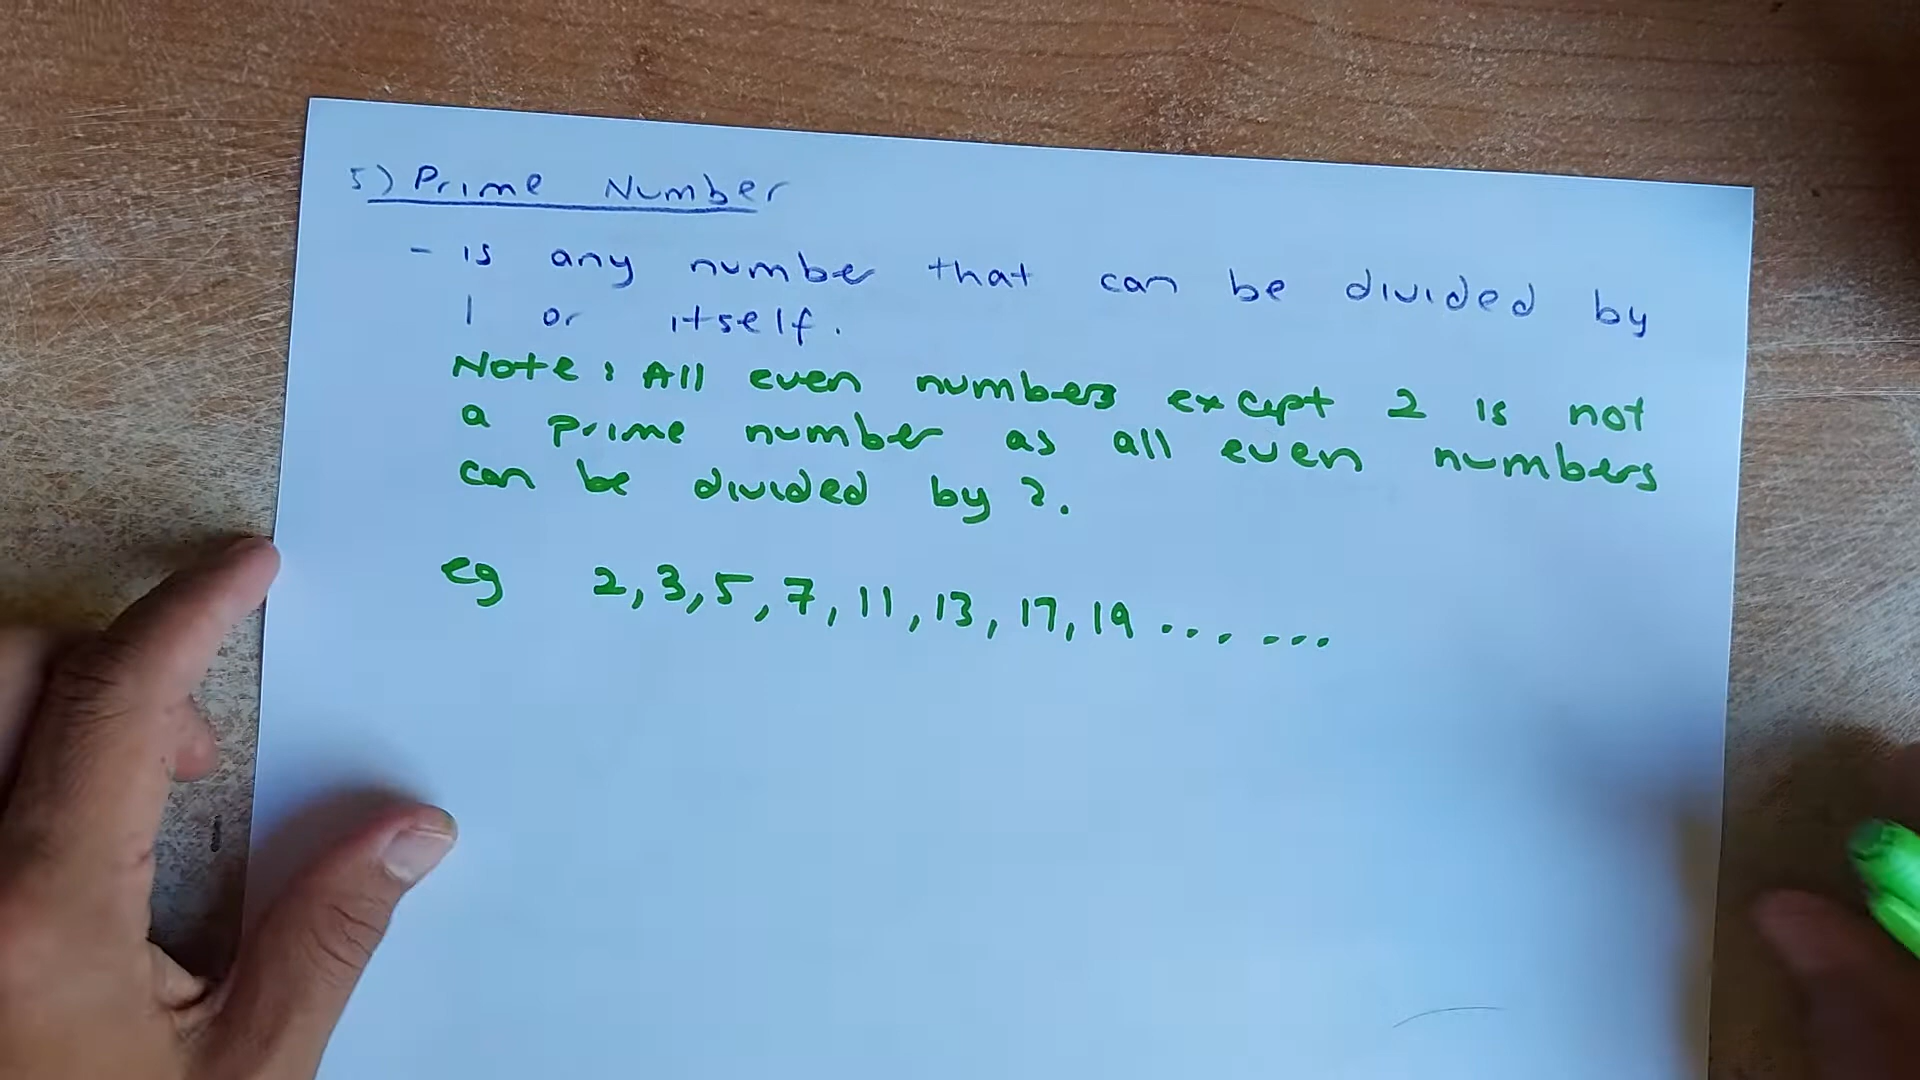 5) Prime Number
- is any number that can be divided by
1 or itself.
Note: All even numbers except 2 is not
a prime number as all even numbers
can be divided by 2.
eg 2, 3, 5, 7, 11, 13, 17, 19 ... ...